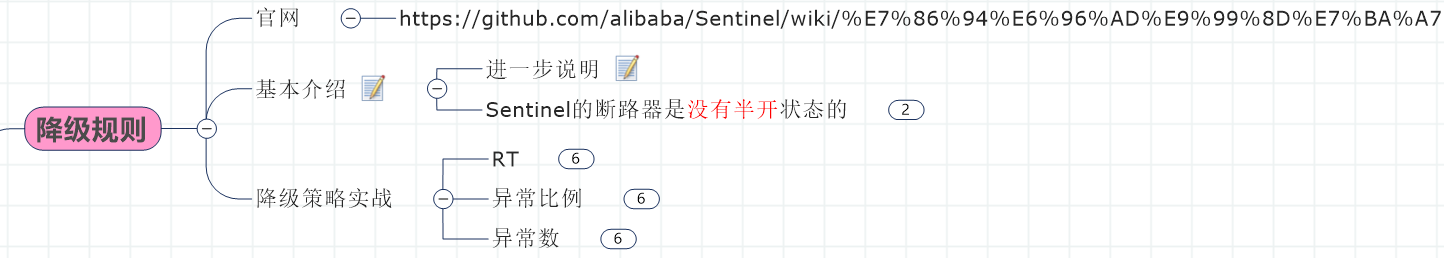 降级规则
官网
https://github.com/alibaba/Sentinel/wiki/%E7%86%94%E6%96%AD%E9%99%8D%E7%BA%A7
基本介绍
进一步说明
Sentinel的断路器是没有半开状态的 2
降级策略实战
RT 6
异常比例 6
异常数 6